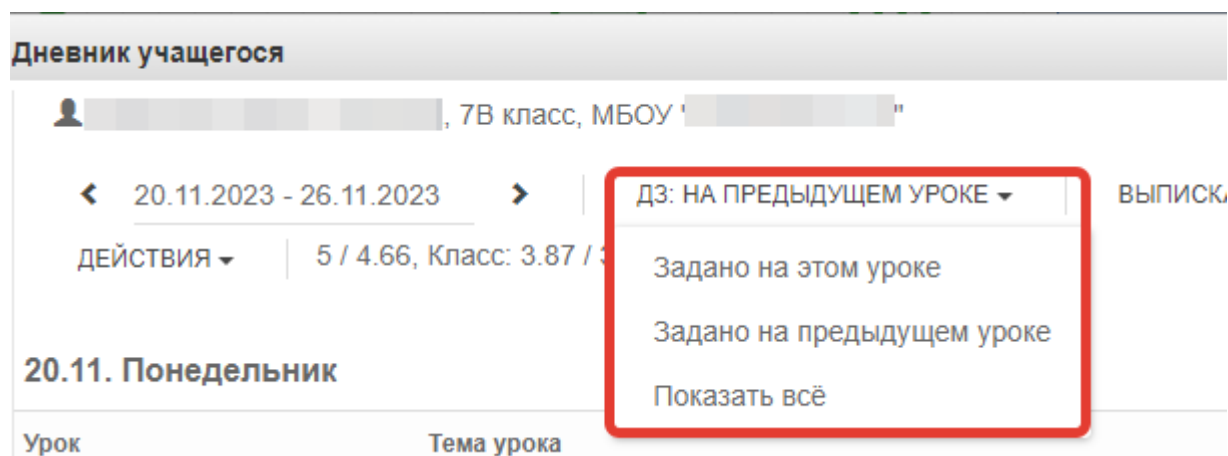 Дневник учащегося
, 7В класс, МБОУ ' "
20.11.2023 - 26.11.2023 ДЗ: НА ПРЕДЫДУЩЕМ УРОКЕ
ДЕЙСТВИЯ 5 / 4.66, Класс: 3.87 /
Задано на этом уроке
Задано на предыдущем уроке
Показать всё
20.11. Понедельник
Урок Тема урока